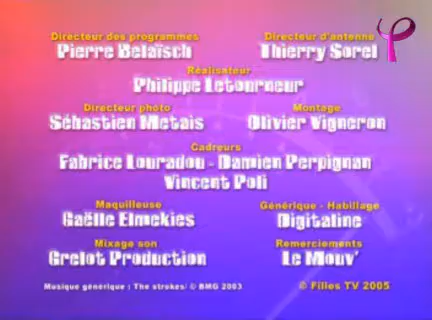 Directeur des programmes
Pierre Belaïsch
Directeur d'antenne
Thierry Sorel
Réalisateur
Philippe Letourneur
Directeur photo
Sébastien Metais
Montage
Olivier Vigneron
Cadreurs
Fabrice Louradou - Damien Perpignan
Vincent Poli
Maquilleuse
Gaëlle Elmekies
Générique - Habillage
Digitaline
Mixage son
Grelot Production
Remerciements
Le Mouv'
Musique générique : The strokes/ © BMG 2003
© Filles TV 2005